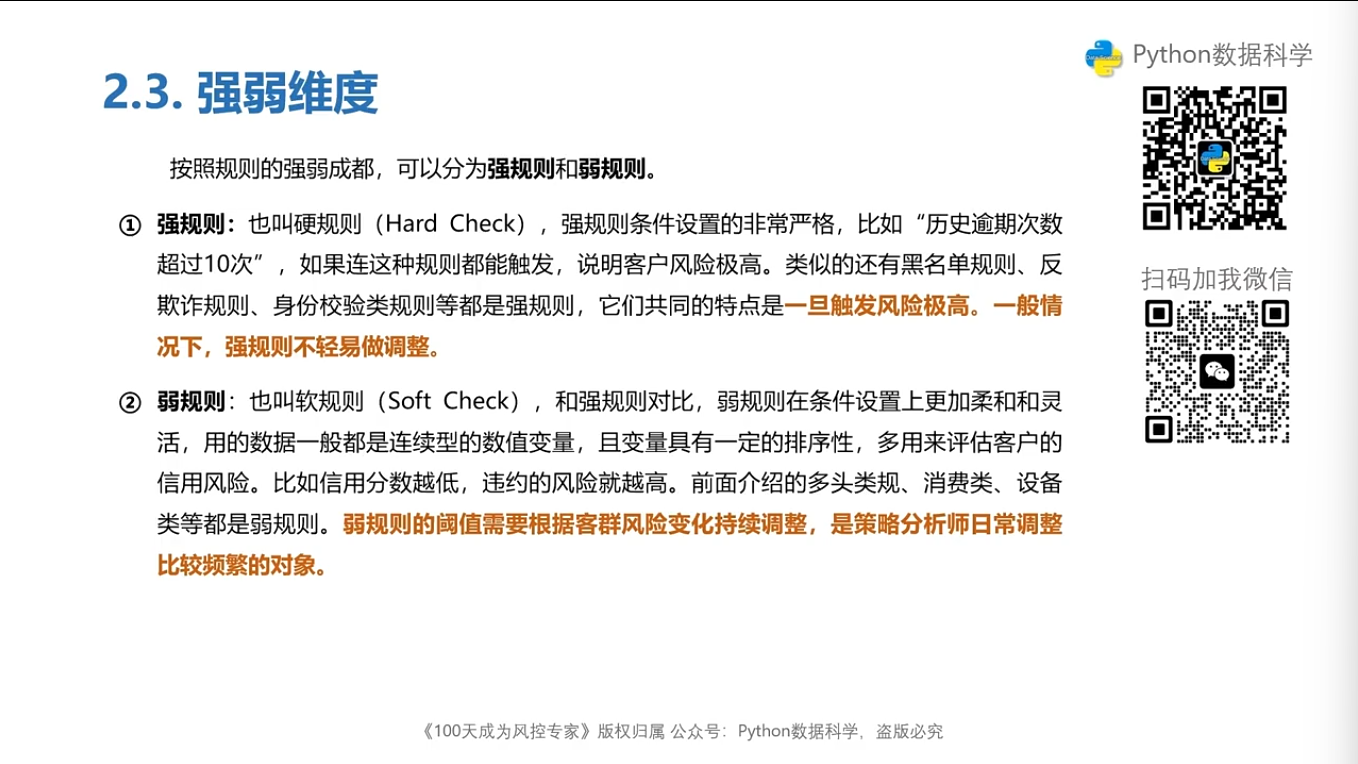 Python数据科学
2.3. 强弱维度
按照规则的强弱成都，可以分为强规则和弱规则。
① 强规则：也叫硬规则（Hard Check），强规则条件设置的非常严格，比如“历史逾期次数
超过10次”，如果连这种规则都能触发，说明客户风险极高。类似的还有黑名单规则、反
欺诈规则、身份校验类规则等都是强规则，它们共同的特点是一旦触发风险极高。一般情
况下，强规则不轻易做调整。
② 弱规则：也叫软规则（Soft Check），和强规则对比，弱规则在条件设置上更加柔和和灵
活，用的数据一般都是连续型的数值变量，且变量具有一定的排序性，多用来评估客户的
信用风险。比如信用分数越低，违约的风险就越高。前面介绍的多头类规、消费类、设备
类等都是弱规则。弱规则的阈值需要根据客群风险变化持续调整，是策略分析师日常调整
比较频繁的对象。
扫码加我微信
《100天成为风控专家》版权归属 公众号：Python数据科学，盗版必究